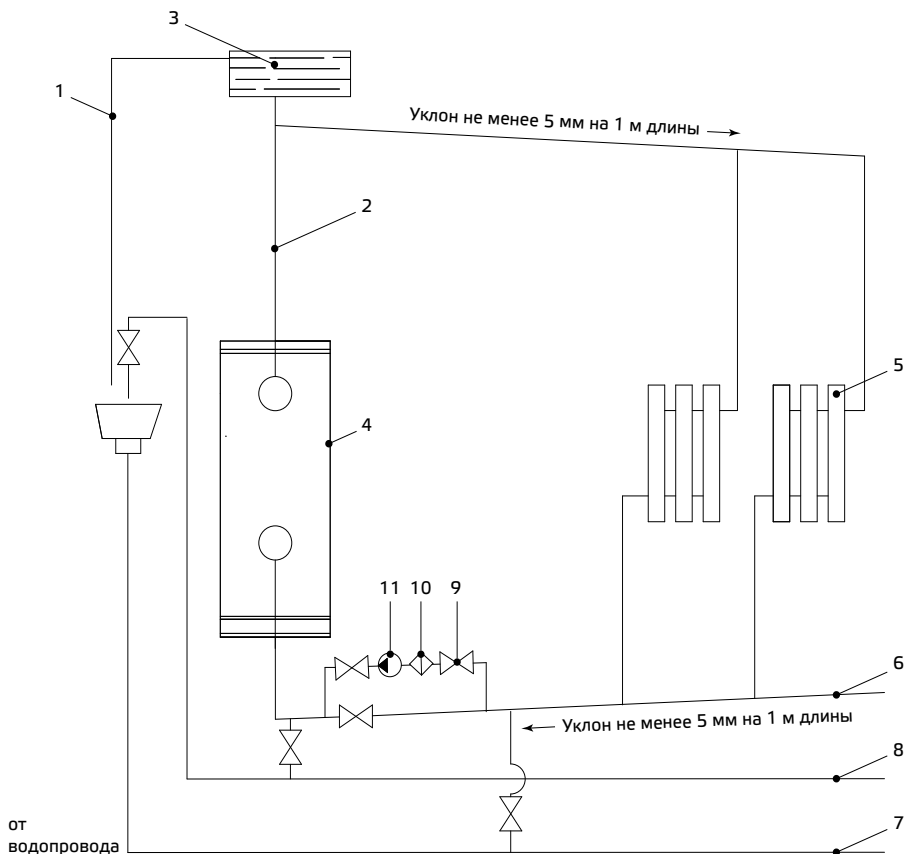 3
1
Уклон не менее 5 мм на 1 м длины
2
5
4
11 10 9
6
Уклон не менее 5 мм на 1 м длины
8
7
от
водопровода